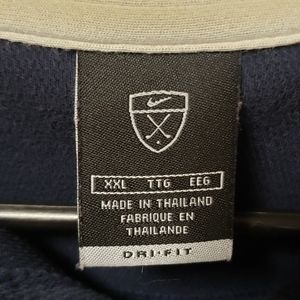 XXL TTG EEG
MADE IN THAILAND
FABRIQUE EN
THAILANDE
DRI·FIT